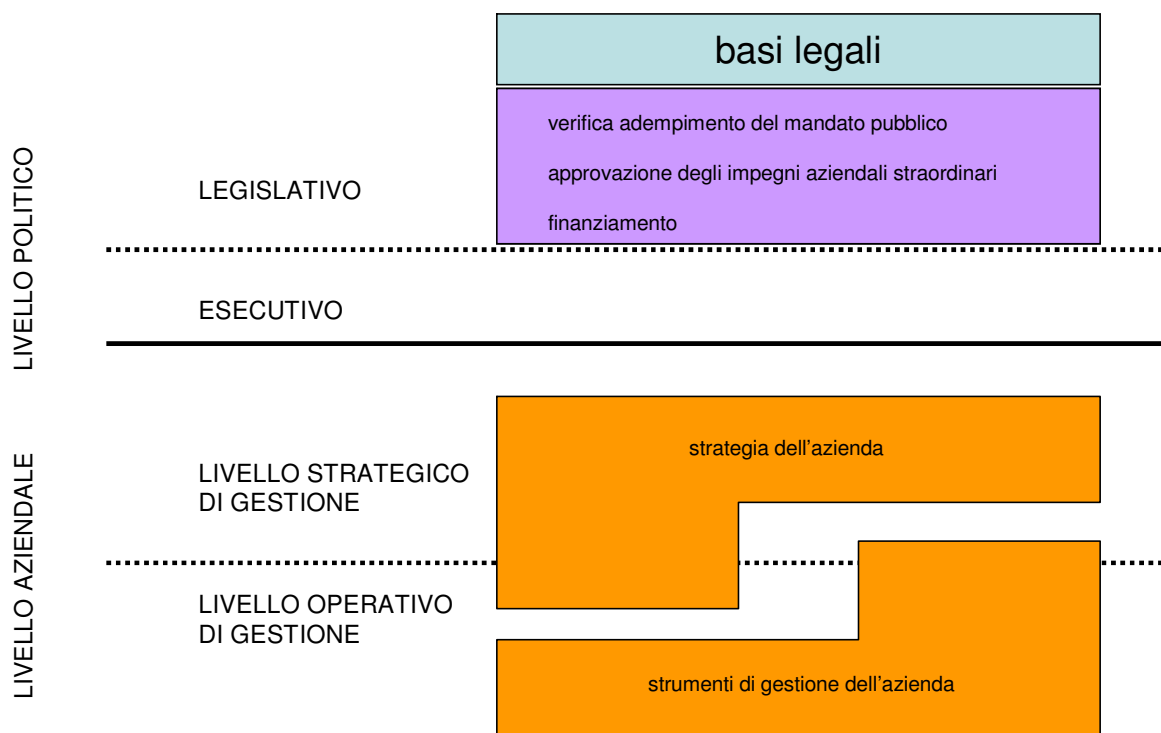 basi legali
verifica adempimento del mandato pubblico
approvazione degli impegni aziendali straordinari
finanziamento
LIVELLO POLITICO
LEGISLATIVO
ESECUTIVO
LIVELLO AZIENDALE
LIVELLO STRATEGICO
DI GESTIONE
strategia dell'azienda
LIVELLO OPERATIVO
DI GESTIONE
strumenti di gestione dell'azienda